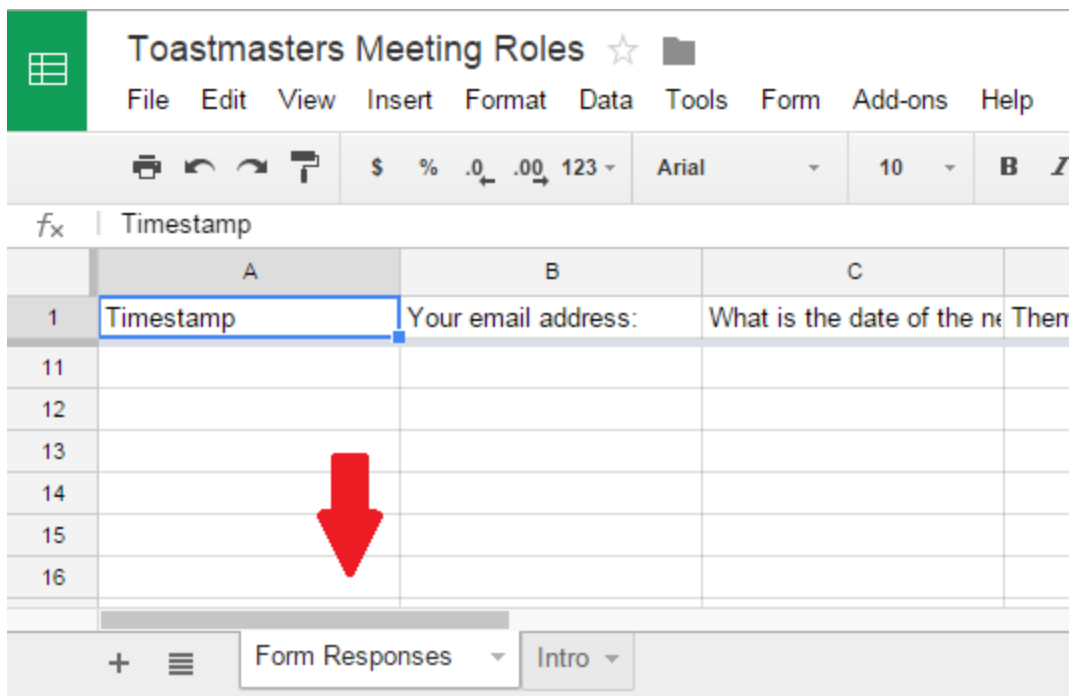 Toastmasters Meeting Roles
File Edit View Insert Format Data Tools Form Add-ons Help
$ % .0 .00 123 Arial 10 B I
fx Timestamp
A B C
1 Timestamp Your email address: What is the date of the ne Them
11
12
13
14
15
16
+ Form Responses Intro